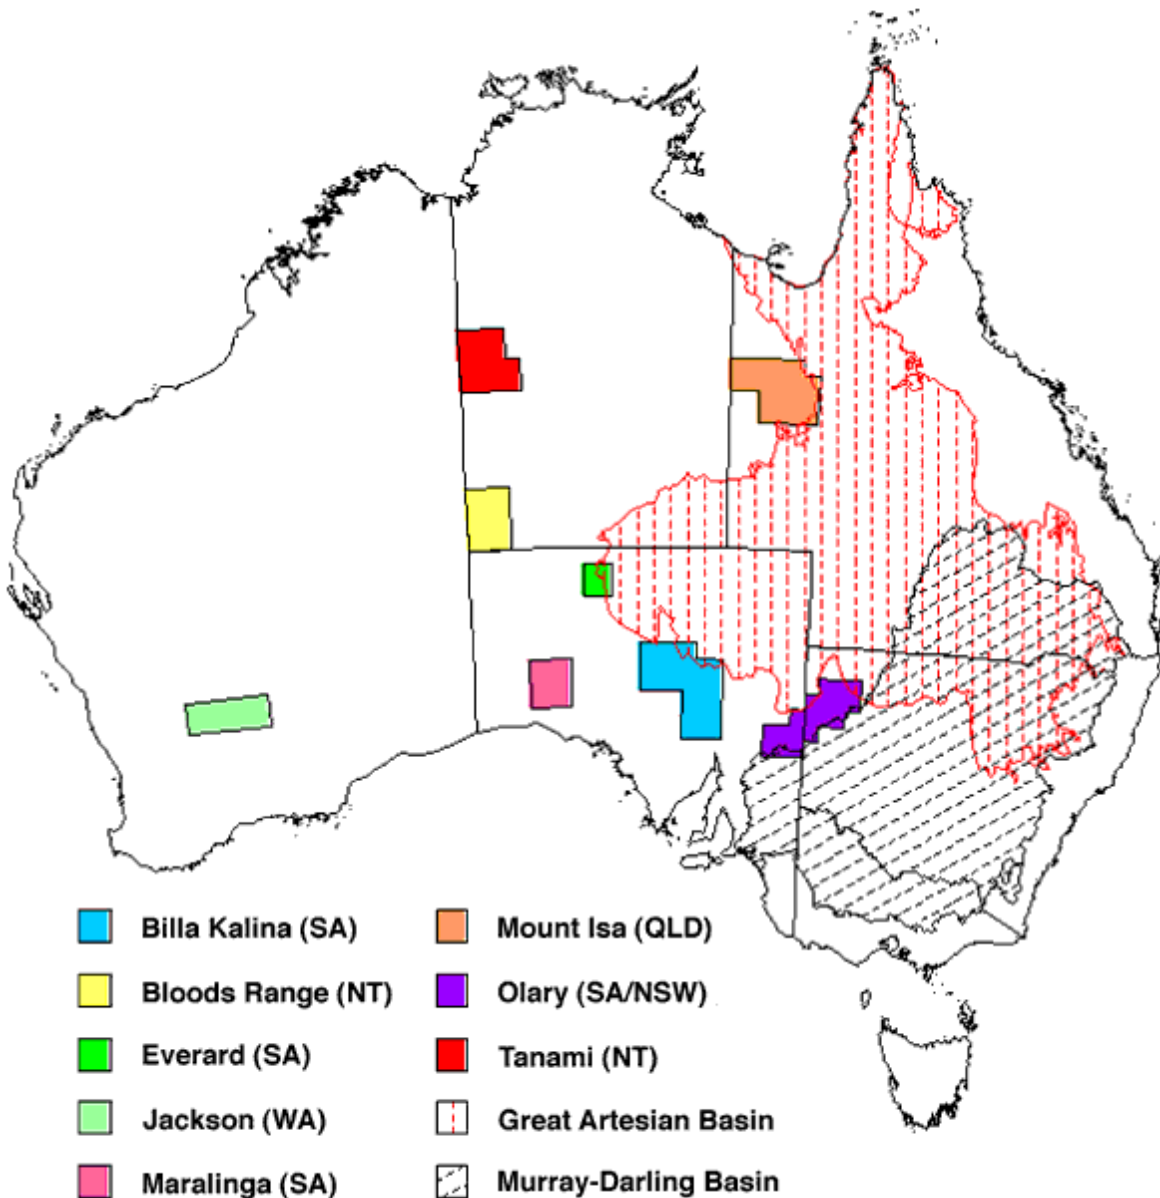 Billa Kalina (SA)
Bloods Range (NT)
Everard (SA)
Jackson (WA)
Maralinga (SA)
Mount Isa (QLD)
Olary (SA/NSW)
Tanami (NT)
Great Artesian Basin
Murray-Darling Basin